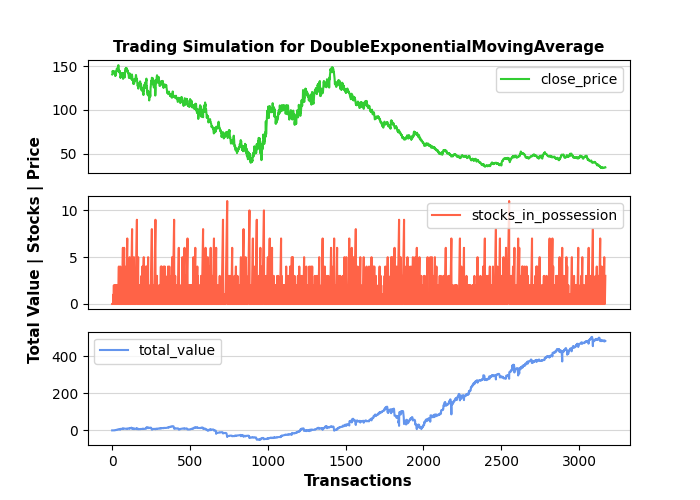 Trading Simulation for DoubleExponentialMovingAverage
150
100
50
close_price
10
5
0
stocks_in_possession
400
200
0
total_value
0 500 1000 1500 2000 2500 3000
Transactions
Total Value | Stocks | Price